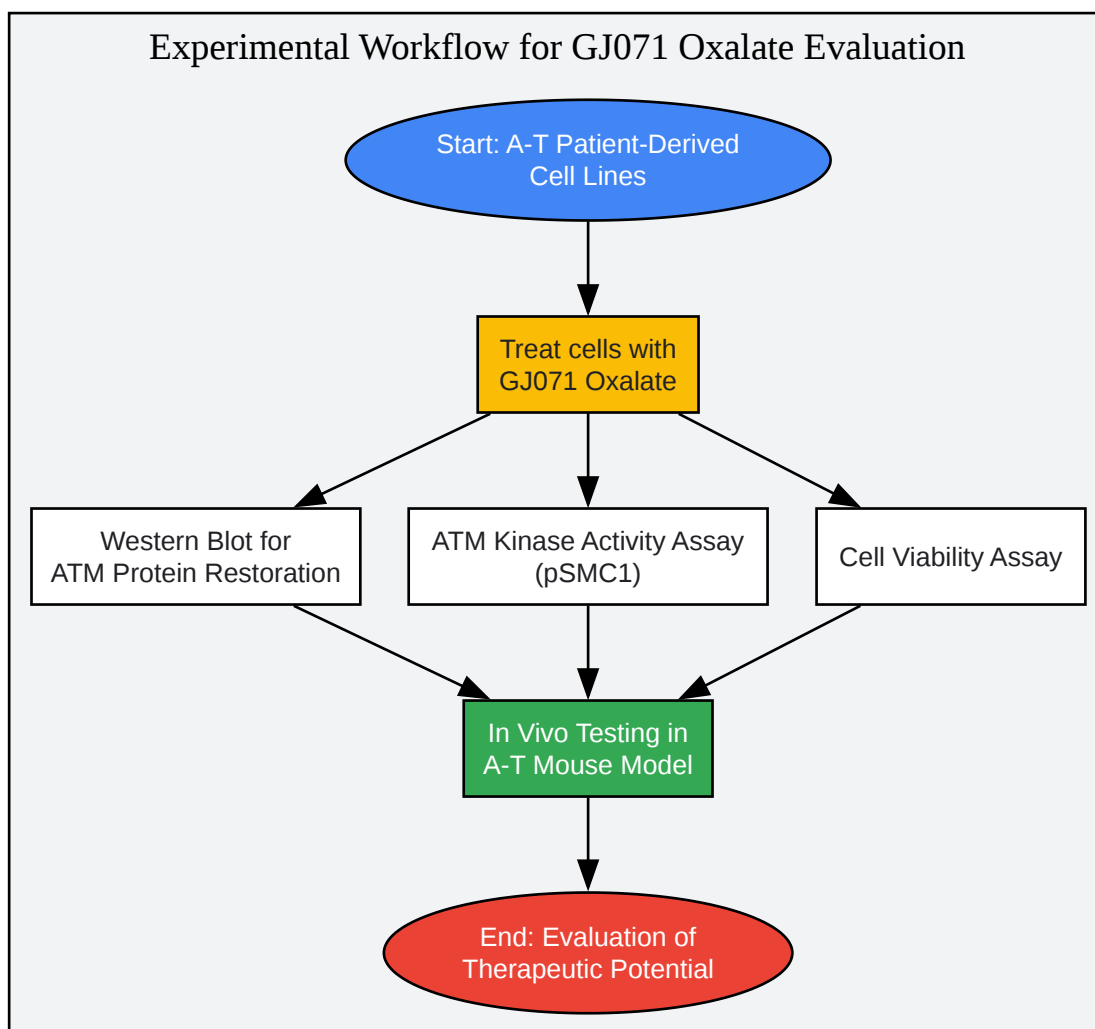 Experimental Workflow for GJ071 Oxalate Evaluation
Start: A-T Patient-Derived
Cell Lines
Treat cells with
GJ071 Oxalate
Western Blot for
ATM Protein Restoration
ATM Kinase Activity Assay
(pSMC1)
Cell Viability Assay
In Vivo Testing in
A-T Mouse Model
End: Evaluation of
Therapeutic Potential